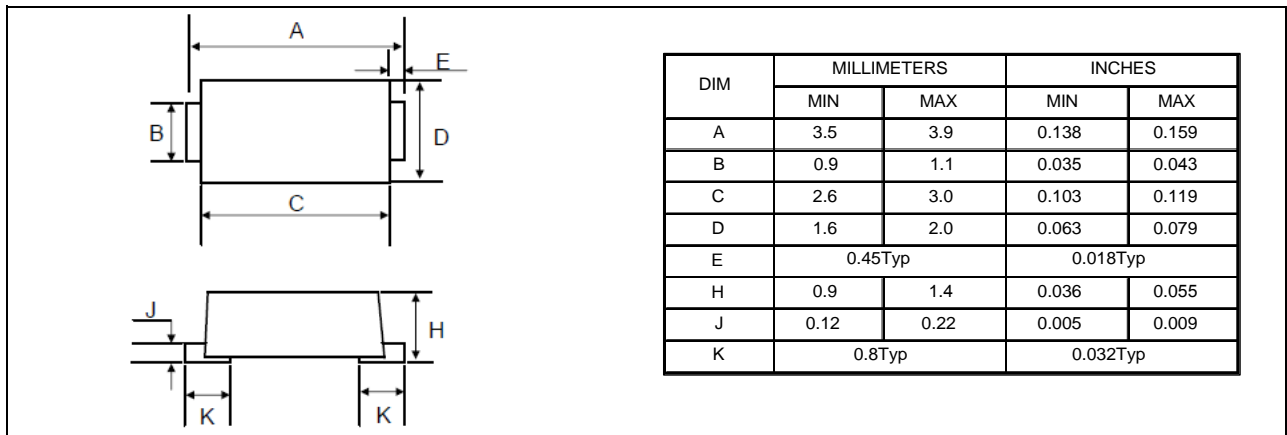 A
E
B
D
C
J
H
K
K
DIM MILLIMETERS INCHES
MIN MAX MIN MAX
A 3.5 3.9 0.138 0.159
B 0.9 1.1 0.035 0.043
C 2.6 3.0 0.103 0.119
D 1.6 2.0 0.063 0.079
E 0.45Typ 0.018Typ
H 0.9 1.4 0.036 0.055
J 0.12 0.22 0.005 0.009
K 0.8Typ 0.032Typ